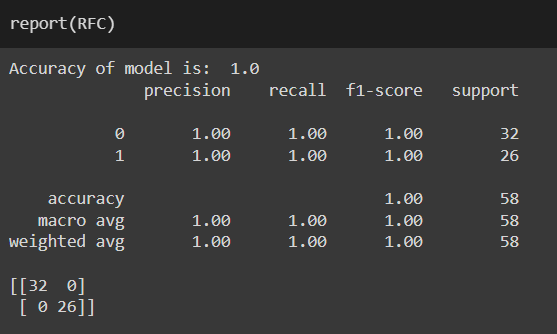 report(RFC)
Accuracy of model is:  1.0
              precision    recall  f1-score   support

           0       1.00      1.00      1.00        32
           1       1.00      1.00      1.00        26

    accuracy                           1.00        58
   macro avg       1.00      1.00      1.00        58
weighted avg       1.00      1.00      1.00        58

[[32  0]
 [ 0 26]]